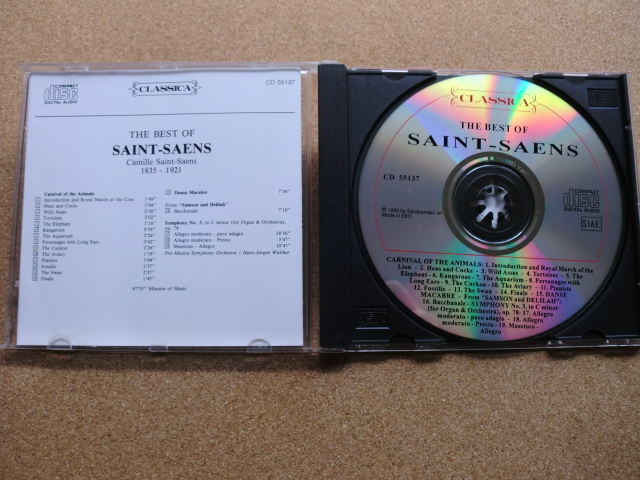 COMPACT
disc
DIGITAL AUDIO
CLASSICA
CD 55137
THE BEST OF
SAINT-SAENS
Camille Saint-Saens
1835 - 1921
Carnival of the Animals
Introduction and Royal March of the Lion
Hens and Cocks
Wild Asses
Tortoises
The Elephant
Kangaroos
The Aquarium
Personages with Long Ears
The Cuckoo
The Aviary
Pianists
Fossils
The Swan
Finale
Danse Macabre 7'34"
From "Samson and Delilah"
Bacchanale 7'10"
Symphony No. 3, in C minor (for Organ & Orchestra),
op. 78
Allegro moderato - poco adagio
Allegro moderato - Presto
Maestoso - Allegro
Pro Musica Symphony Orchestra / Hans-Jürgen Walther
Minutes of Music
CLASSICA
THE BEST OF
SAINT-SAENS
CD 55137
COMPACT
disc
DIGITAL AUDIO
Made in EEC
SIAE
CARNIVAL OF THE ANIMALS: 1. Introduction and Royal March of the
Lion - 2. Hens and Cocks - 3. Wild Asses - 4. Tortoises - 5. The
Elephant - 6. Kangaroos - 7. The Aquarium - 8. Personages with
Long Ears - 9. The Cuckoo - 10. The Aviary - 11. Pianists
12. Forsilis - 13. The Swan - 14. Finale - 15. DANSE
MACABRE - From "SAMSON and DELILAH":
16. Bacchanale - SYMPHONY No. 3, in C minor
(for Organ & Orchestra), op. 78: 17. Allegro
moderato - poco adagio - 18. Allegro
moderato - Presto - 19. Maestoso -
Allegro